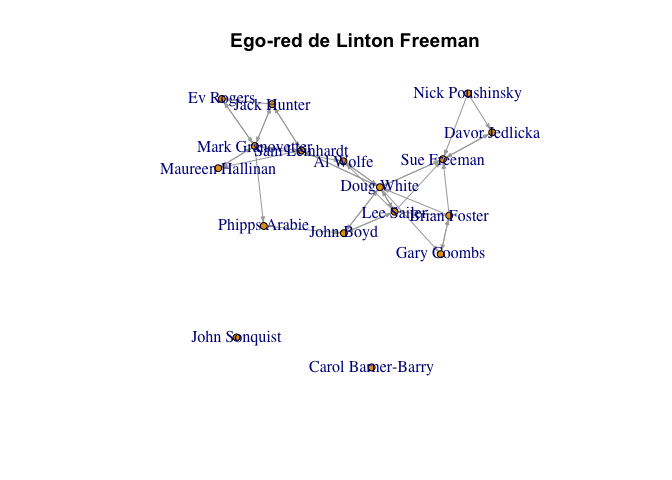 Ego-red de Linton Freeman
Nick Poushinsky
Ev Rogers
Jack Hunter
Davor Jedlicka
Mark Granovetter
Sam Leinhardt
Al Wolfe
Sue Freeman
Maureen Hallinan
Doug White
Lee Sailer
Brian Foster
Phipps Arabie
John Boyd
Gary Coombs
John Sonquist
Carol Barner-Barry